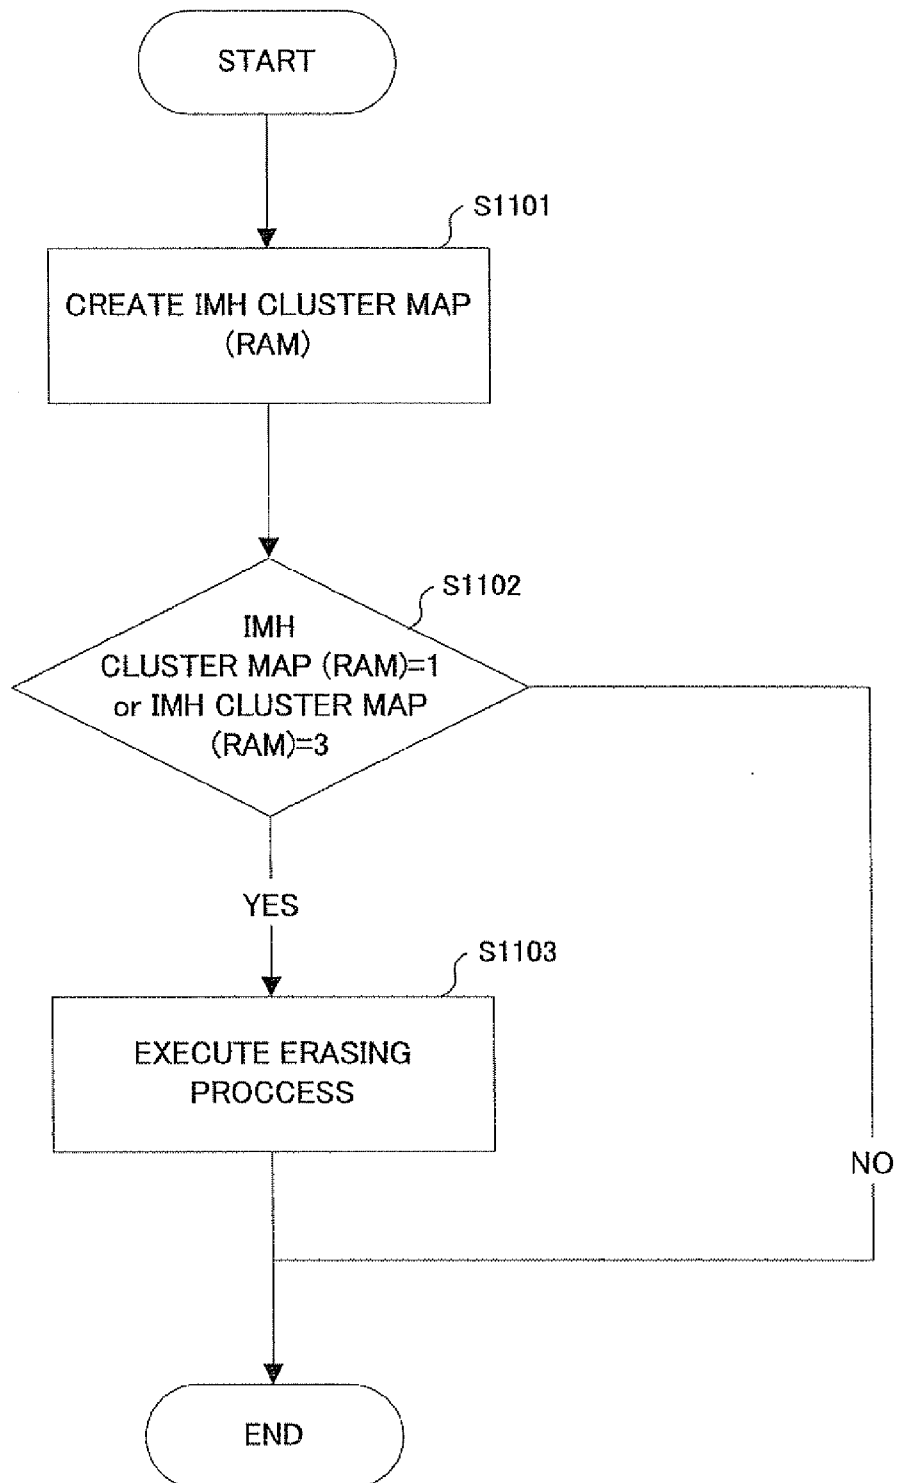 START
S1101
CREATE IMH CLUSTER MAP
(RAM)
S1102
IMH
CLUSTER MAP (RAM)=1
or IMH CLUSTER MAP
(RAM)=3
YES
S1103
EXECUTE ERASING
PROCCESS
NO
END